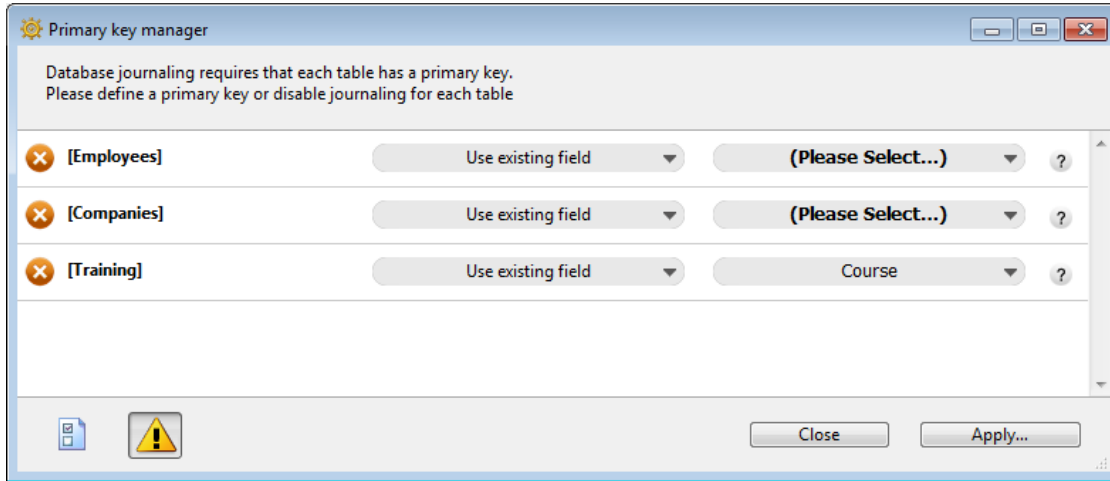 Primary key manager
Database journaling requires that each table has a primary key.
Please define a primary key or disable journaling for each table
[Employees] Use existing field (Please Select...) ?
[Companies] Use existing field (Please Select...) ?
[Training] Use existing field Course ?
Close Apply...